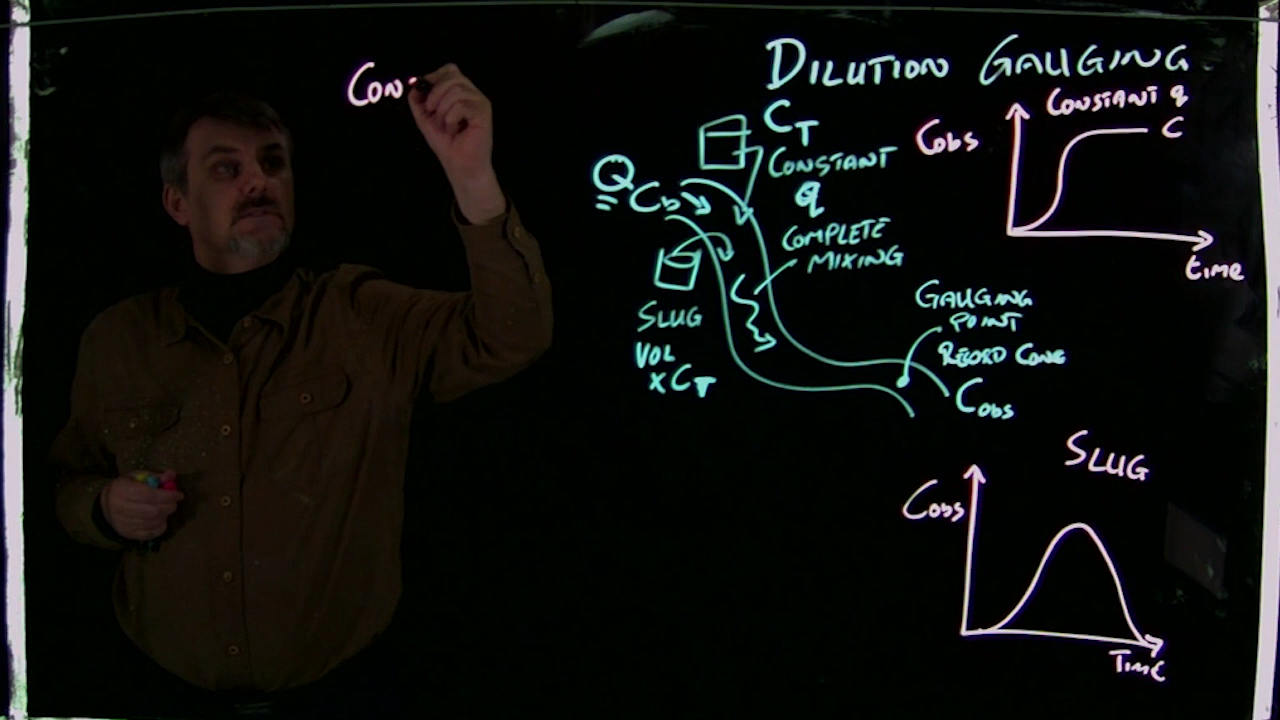 CON
DILUTION GAUGING
CT
CONSTANT
q
Q
Cb
COMPLETE
MIXING
SLUG
VOL
x CT
GAUGING
POINT
RECORD CONC
Cobs
Cobs
CONSTANT q
C
time
SLUG
Cobs
TIME